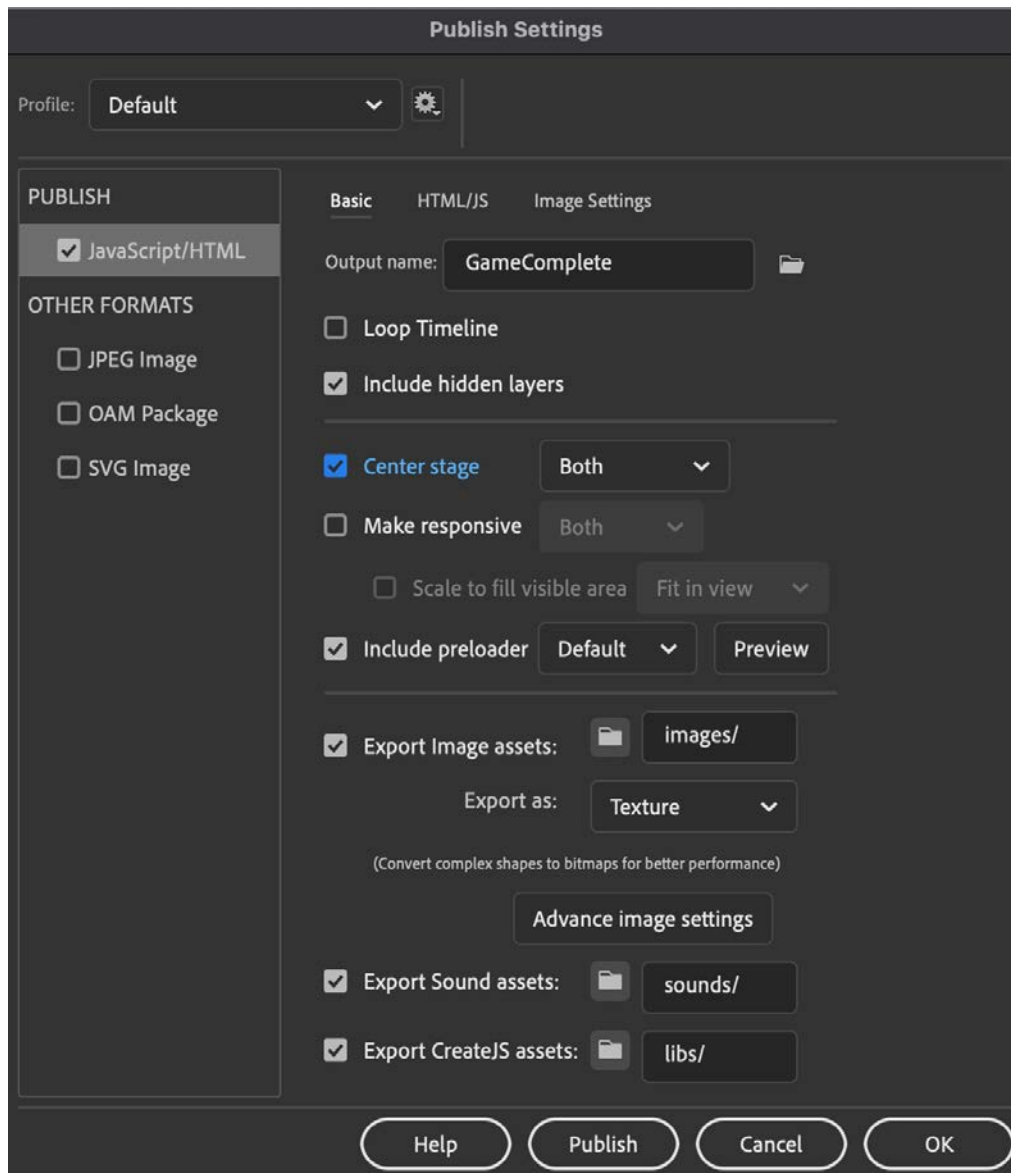 Publish Settings
Profile: Default
PUBLISH
JavaScript/HTML
OTHER FORMATS
JPEG Image
OAM Package
SVG Image
Basic HTML/JS Image Settings
Output name: GameComplete
Loop Timeline
Include hidden layers
Center stage Both
Make responsive Both
Scale to fill visible area Fit in view
Include preloader Default Preview
Export Image assets: images/
Export as: Texture
(Convert complex shapes to bitmaps for better performance)
Advance image settings
Export Sound assets: sounds/
Export CreateJS assets: libs/
Help Publish Cancel OK